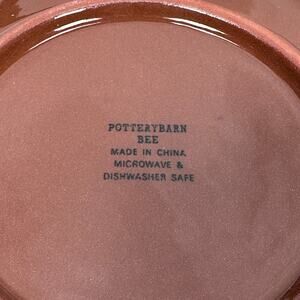 POTTERYBARN
BEE
MADE IN CHINA
MICROWAVE &
DISHWASHER SAFE